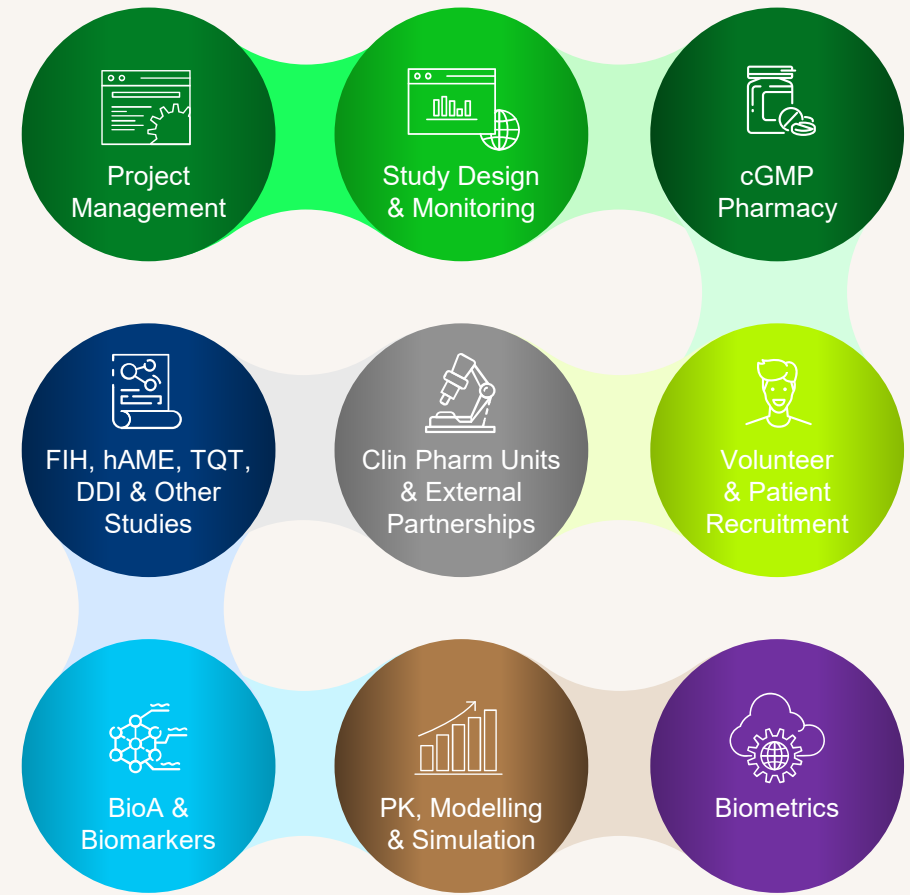 Project
Management
Study Design
& Monitoring
cGMP
Pharmacy
FIH, hAME, TQT,
DDI & Other
Studies
Clin Pharm Units
& External
Partnerships
Volunteer
& Patient
Recruitment
BioA &
Biomarkers
PK, Modelling
& Simulation
Biometrics